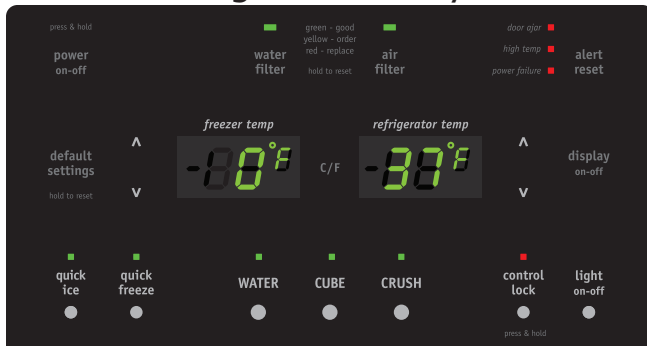 press & hold
power
on-off
water
filter
green - good
yellow - order
red - replace
hold to reset
air
filter
door ajar
high temp
power failure
alert
reset
default
settings
hold to reset
freezer temp
0°F
C/F
refrigerator temp
37°F
display
on-off
quick
ice
quick
freeze
WATER
CUBE
CRUSH
control
lock
press & hold
light
on-off